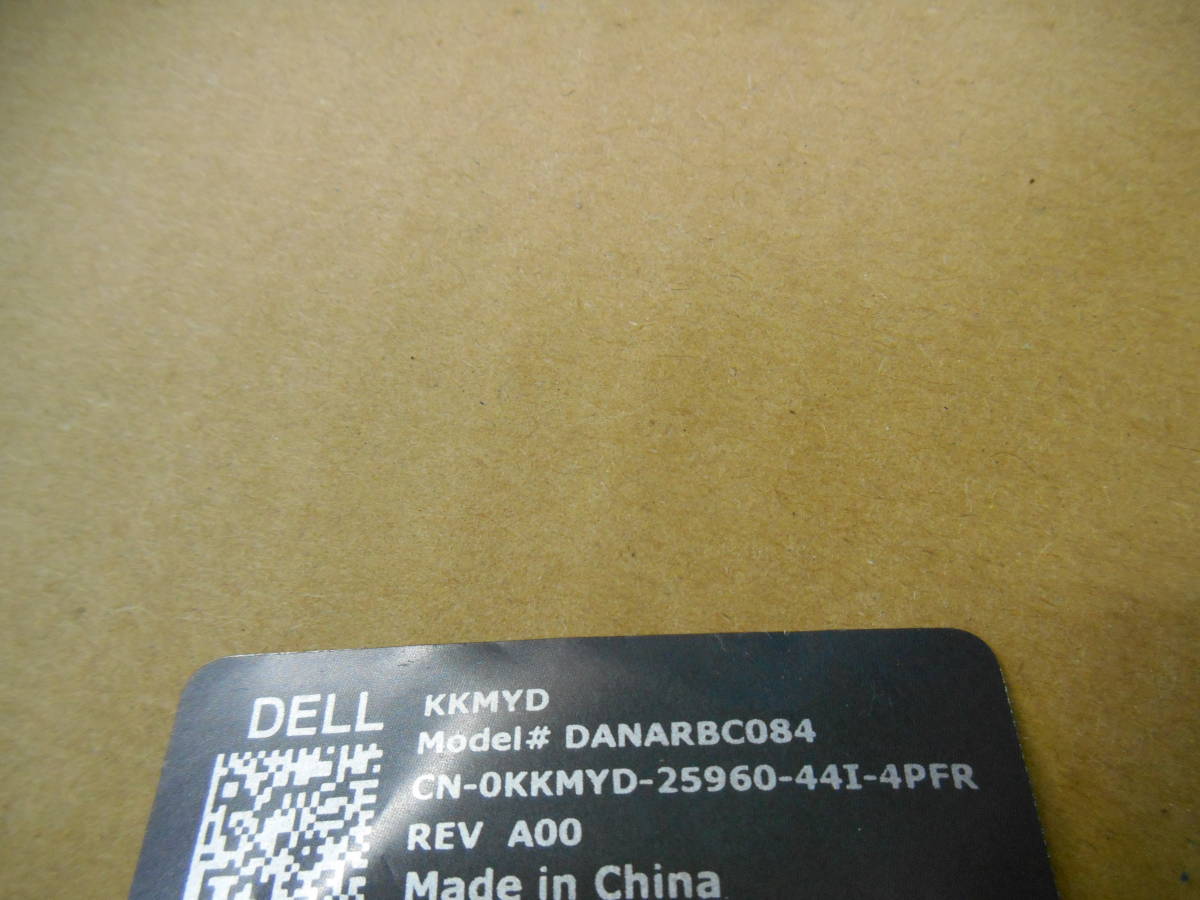 DELL
KKMYD
Model# DANARBC084
CN-0KKMYD-25960-44I-4PFR
REV A00
Made in China